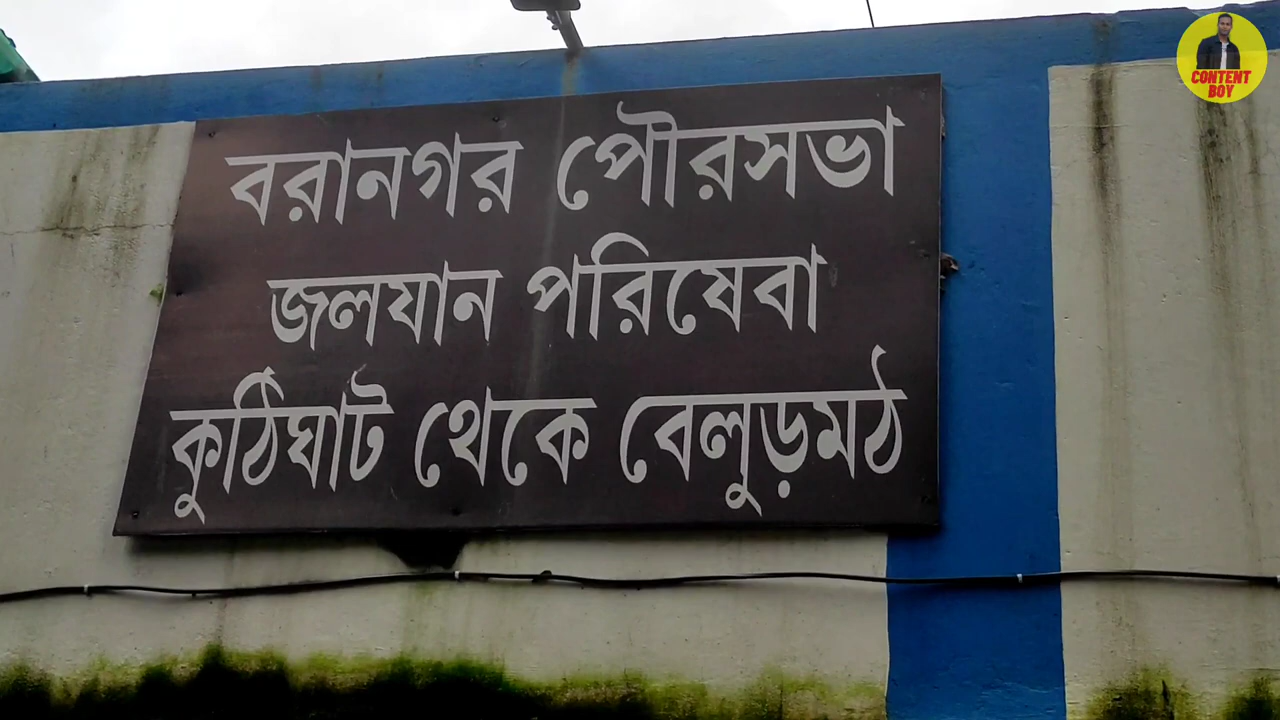 বরানগর পৌরসভা
জলযান পরিষেবা
কুঠিঘাট থেকে বেলুড়মঠ
CONTENT
BOY